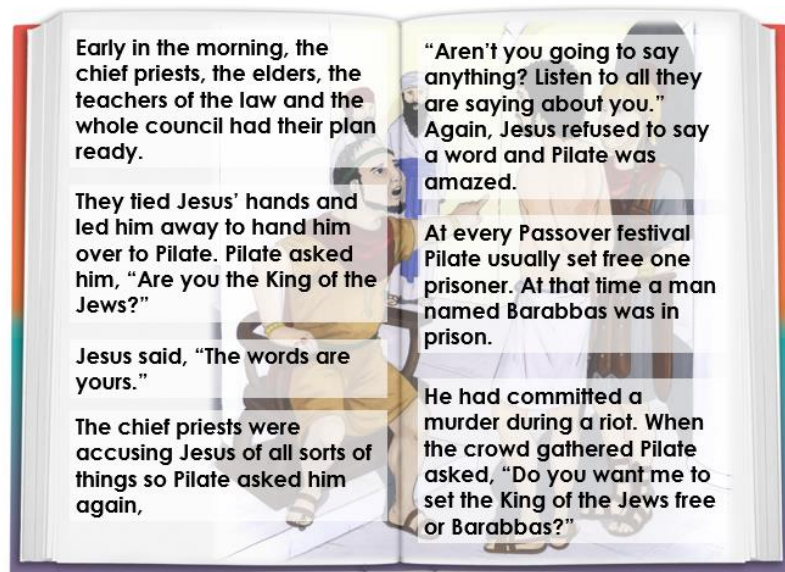 Early in the morning, the
chief priests, the elders, the
teachers of the law and the
whole council had their plan
ready.
They tied Jesus’ hands and
led him away to hand him
over to Pilate. Pilate asked
him, “Are you the King of the
Jews?”
Jesus said, “The words are
yours.”
The chief priests were
accusing Jesus of all sorts of
things so Pilate asked him
again,
“Aren’t you going to say
anything? Listen to all they
are saying about you.”
Again, Jesus refused to say
a word and Pilate was
amazed.
At every Passover festival
Pilate usually set free one
prisoner. At that time a man
named Barabbas was in
prison.
He had committed a
murder during a riot. When
the crowd gathered Pilate
asked, “Do you want me to
set the King of the Jews free
or Barabbas?”